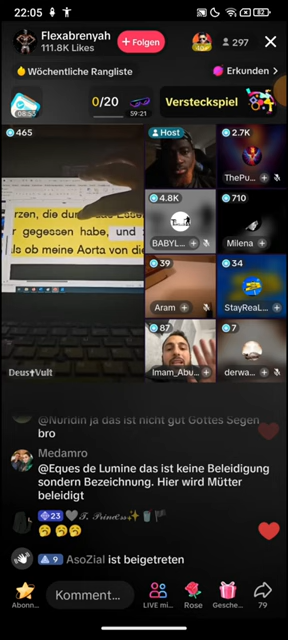 22:05
82
Flexabrenyah
111.8K Likes
+ Folgen
297
Wöchentliche Rangliste
Erkunden >
08:53
0/20
59:21
Versteckspiel
465
Host
2.7K
ThePu...
4.8K
BABYL...
710
Milena
39
Aram
34
StayReaL...
87
Imam_Abu...
7
derwa...
gegessen habe, und
ls ob meine Aorta von di
Deus Vult
@Nuridin ja das ist nicht gut Gottes Segen
bro
Medamro
@Eques de Lumine das ist keine Beleidigung
sondern Bezeichnung. Hier wird Mütter
beleidigt
23
9 AsoZial ist beigetreten
Abonn...
Komment...
LIVE mi...
Rose
Gesche...
79